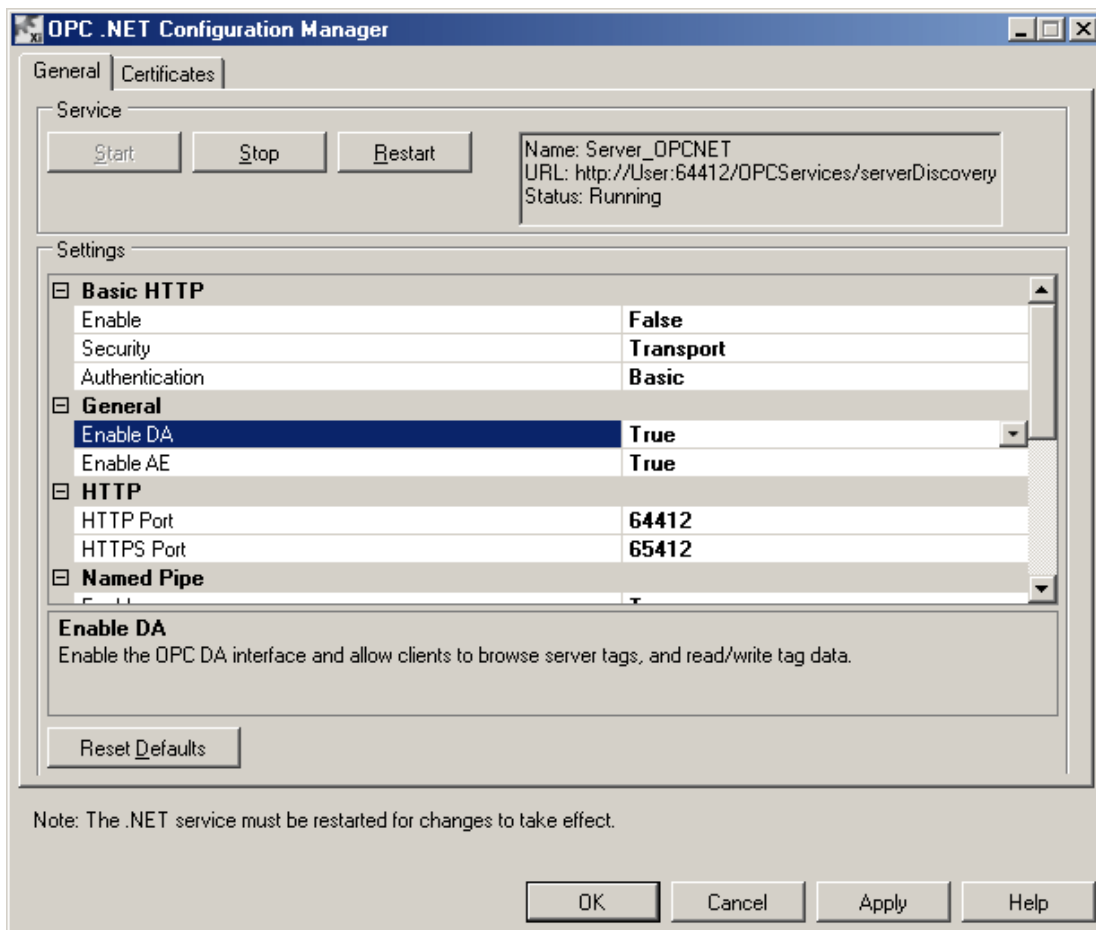 OPC .NET Configuration Manager
General
Certificates
Service
Start
Stop
Restart
Name: Server_OPCNET
URL: http://User:64412/OPCServices/serverDiscovery
Status: Running
Settings
Basic HTTP
Enable False
Security Transport
Authentication Basic
General
Enable DA True
Enable AE True
HTTP
HTTP Port 64412
HTTPS Port 65412
Named Pipe
Enable DA
Enable the OPC DA interface and allow clients to browse server tags, and read/write tag data.
Reset Defaults
Note: The .NET service must be restarted for changes to take effect.
OK
Cancel
Apply
Help